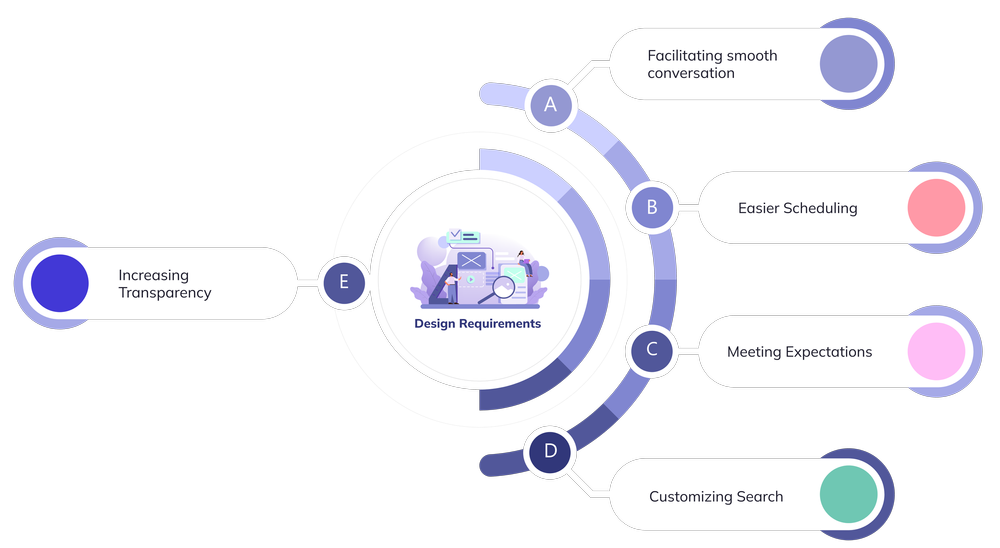 A
Facilitating smooth
conversation
B
Easier Scheduling
E
Increasing
Transparency
Design Requirements
C
Meeting Expectations
D
Customizing Search